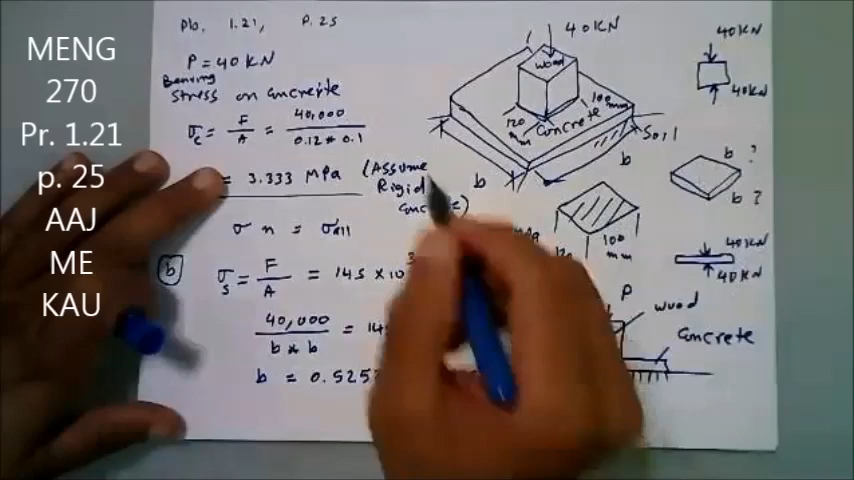 MENG
270
Pr. 1.21
p. 25
AAJ
ME
KAU
Pb. 1.21, P. 25
P = 40 KN
Bearing
stress on concrete
σc = F/A = 40,000 / 0.12 * 0.1
= 3.333 MPa (Assume
Rigid
σ n = σall
b
σs = F/A = 145 × 10³
40,000 / b * b = 14
b = 0.525
40 KN
wood
120
mm
100
mm
concrete
Soil
b
b
40KN
40KN
b ?
b ?
100
mm
40KN
40KN
P
wood
Concrete